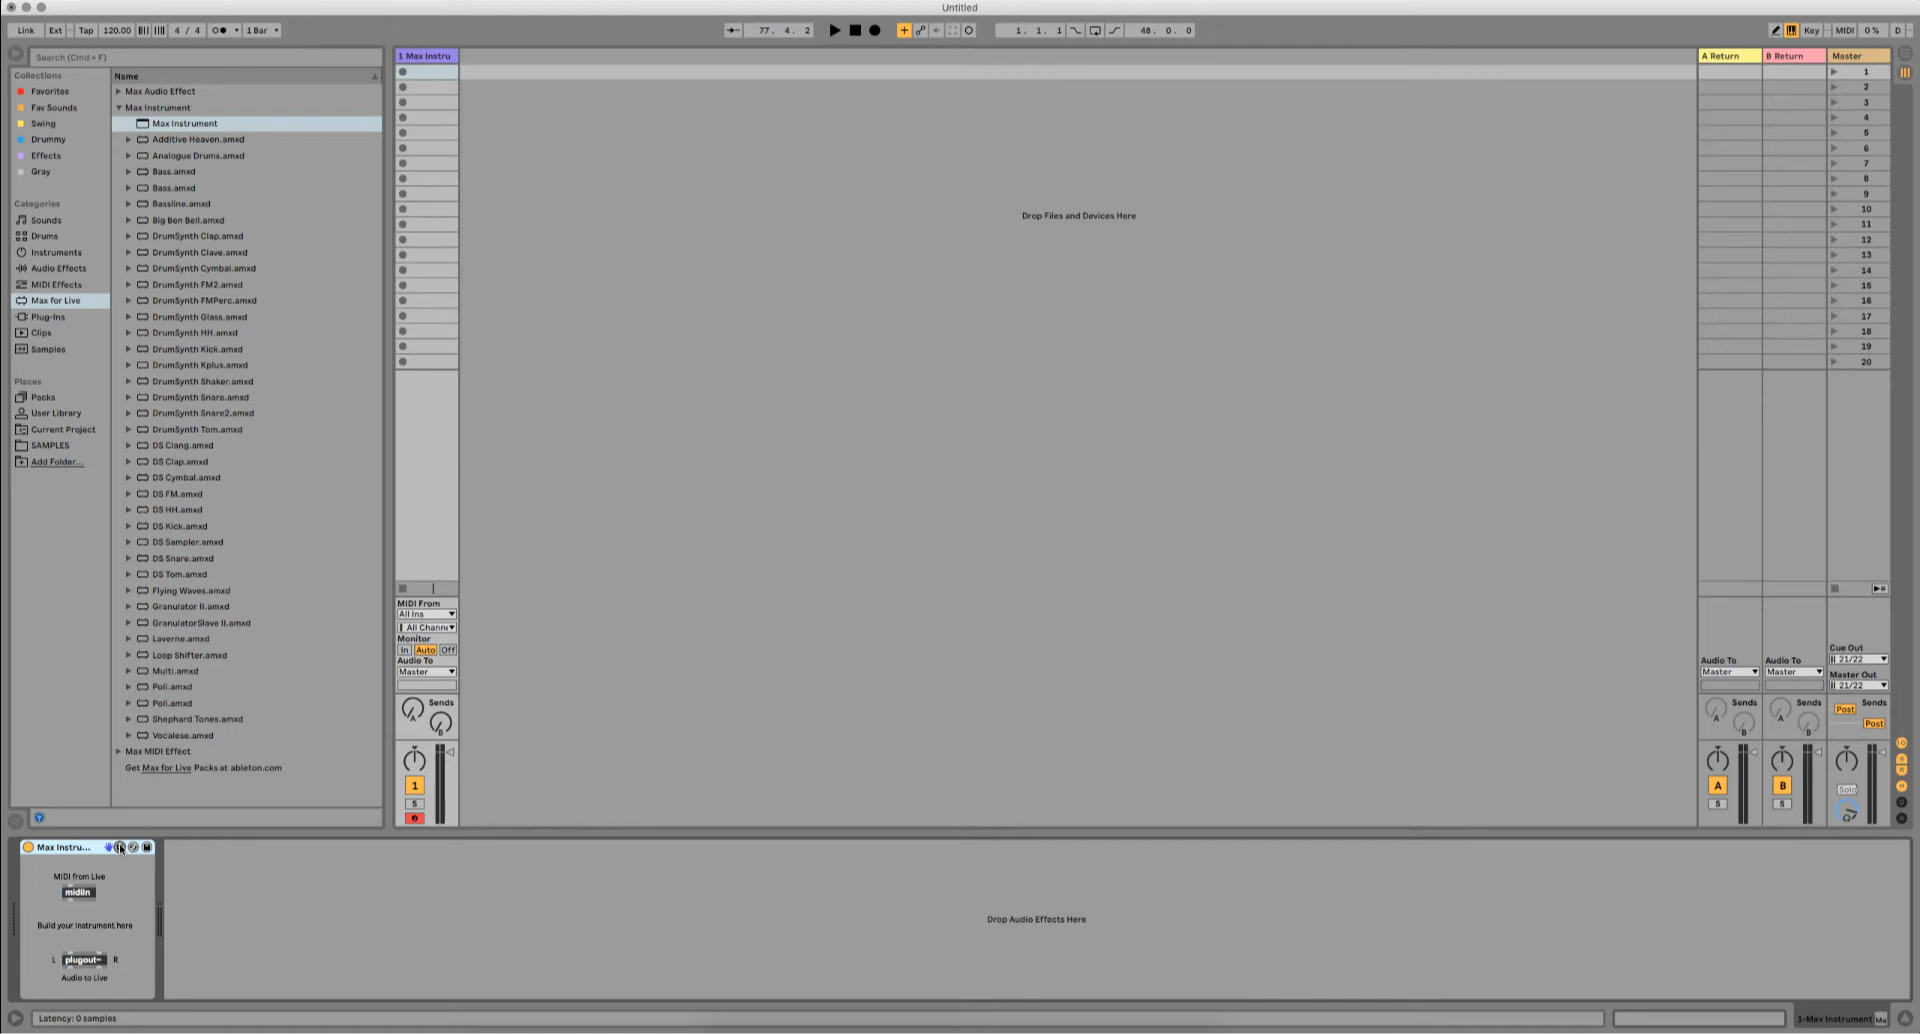 Untitled
Link Ext Tap 120.00 4 / 4 1 Bar 77. 4. 2 1. 1. 1 48. 0. 0 Key MIDI 0 % D
Search (Cmd + F)
Collections
Favorites
Fav Sounds
Swing
Drummy
Effects
Gray
Categories
Sounds
Drums
Instruments
Audio Effects
MIDI Effects
Max for Live
Plug-Ins
Clips
Samples
Places
Packs
User Library
Current Project
SAMPLES
Add Folder...
Name
Max Audio Effect
Max Instrument
Max Instrument
Additive Heaven.amxd
Analogue Drums.amxd
Bass.amxd
Bass.amxd
Bassline.amxd
Big Ben Bell.amxd
DrumSynth Clap.amxd
DrumSynth Clave.amxd
DrumSynth Cymbal.amxd
DrumSynth FM2.amxd
DrumSynth FMPerc.amxd
DrumSynth Glass.amxd
DrumSynth HH.amxd
DrumSynth Kick.amxd
DrumSynth Kplus.amxd
DrumSynth Shaker.amxd
DrumSynth Snare.amxd
DrumSynth Snare2.amxd
DrumSynth Tom.amxd
DS Clang.amxd
DS Clap.amxd
DS Cymbal.amxd
DS FM.amxd
DS HH.amxd
DS Kick.amxd
DS Sampler.amxd
DS Snare.amxd
DS Tom.amxd
Flying Waves.amxd
Granulator II.amxd
GranulatorSlave II.amxd
Laverne.amxd
Loop Shifter.amxd
Multi.amxd
Poli.amxd
Poli.amxd
Shephard Tones.amxd
Vocalese.amxd
Max MIDI Effect
Get Max for Live Packs at ableton.com
1 Max Instru
MIDI From
All Ins
All Channe
Monitor
In Auto Off
Audio To
Master
Sends
A
B
1
S
Drop Files and Devices Here
A Return
Audio To
Master
Sends
A
B
A
S
B Return
Audio To
Master
Sends
A
B
B
S
Master
1
2
3
4
5
6
7
8
9
10
11
12
13
14
15
16
17
18
19
20
Cue Out
21/22
Master Out
21/22
Post Sends
Post
Solo
Max Instru...
MIDI from Live
midiin
Build your instrument here
L plugout~ R
Audio to Live
Drop Audio Effects Here
Latency: 0 samples
1-Max Instrument